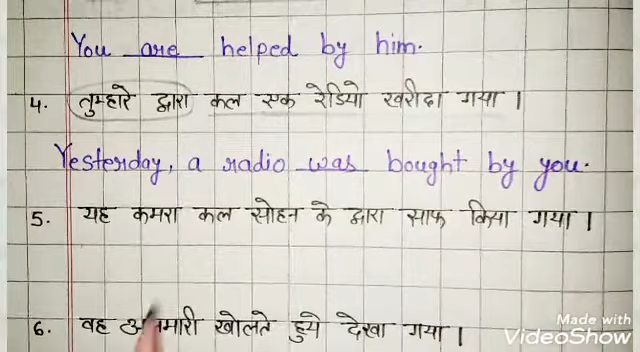 You are helped by him.
4. तुम्हारे द्वारा कल एक रेडियो खरीदा गया ।
Yesterday, a radio was bought by you.
5. यह कमरा कल सोहन के द्वारा साफ किया गया ।
6. वह अलमारी खोलते हुये देखा गया ।
Made with
VideoShow